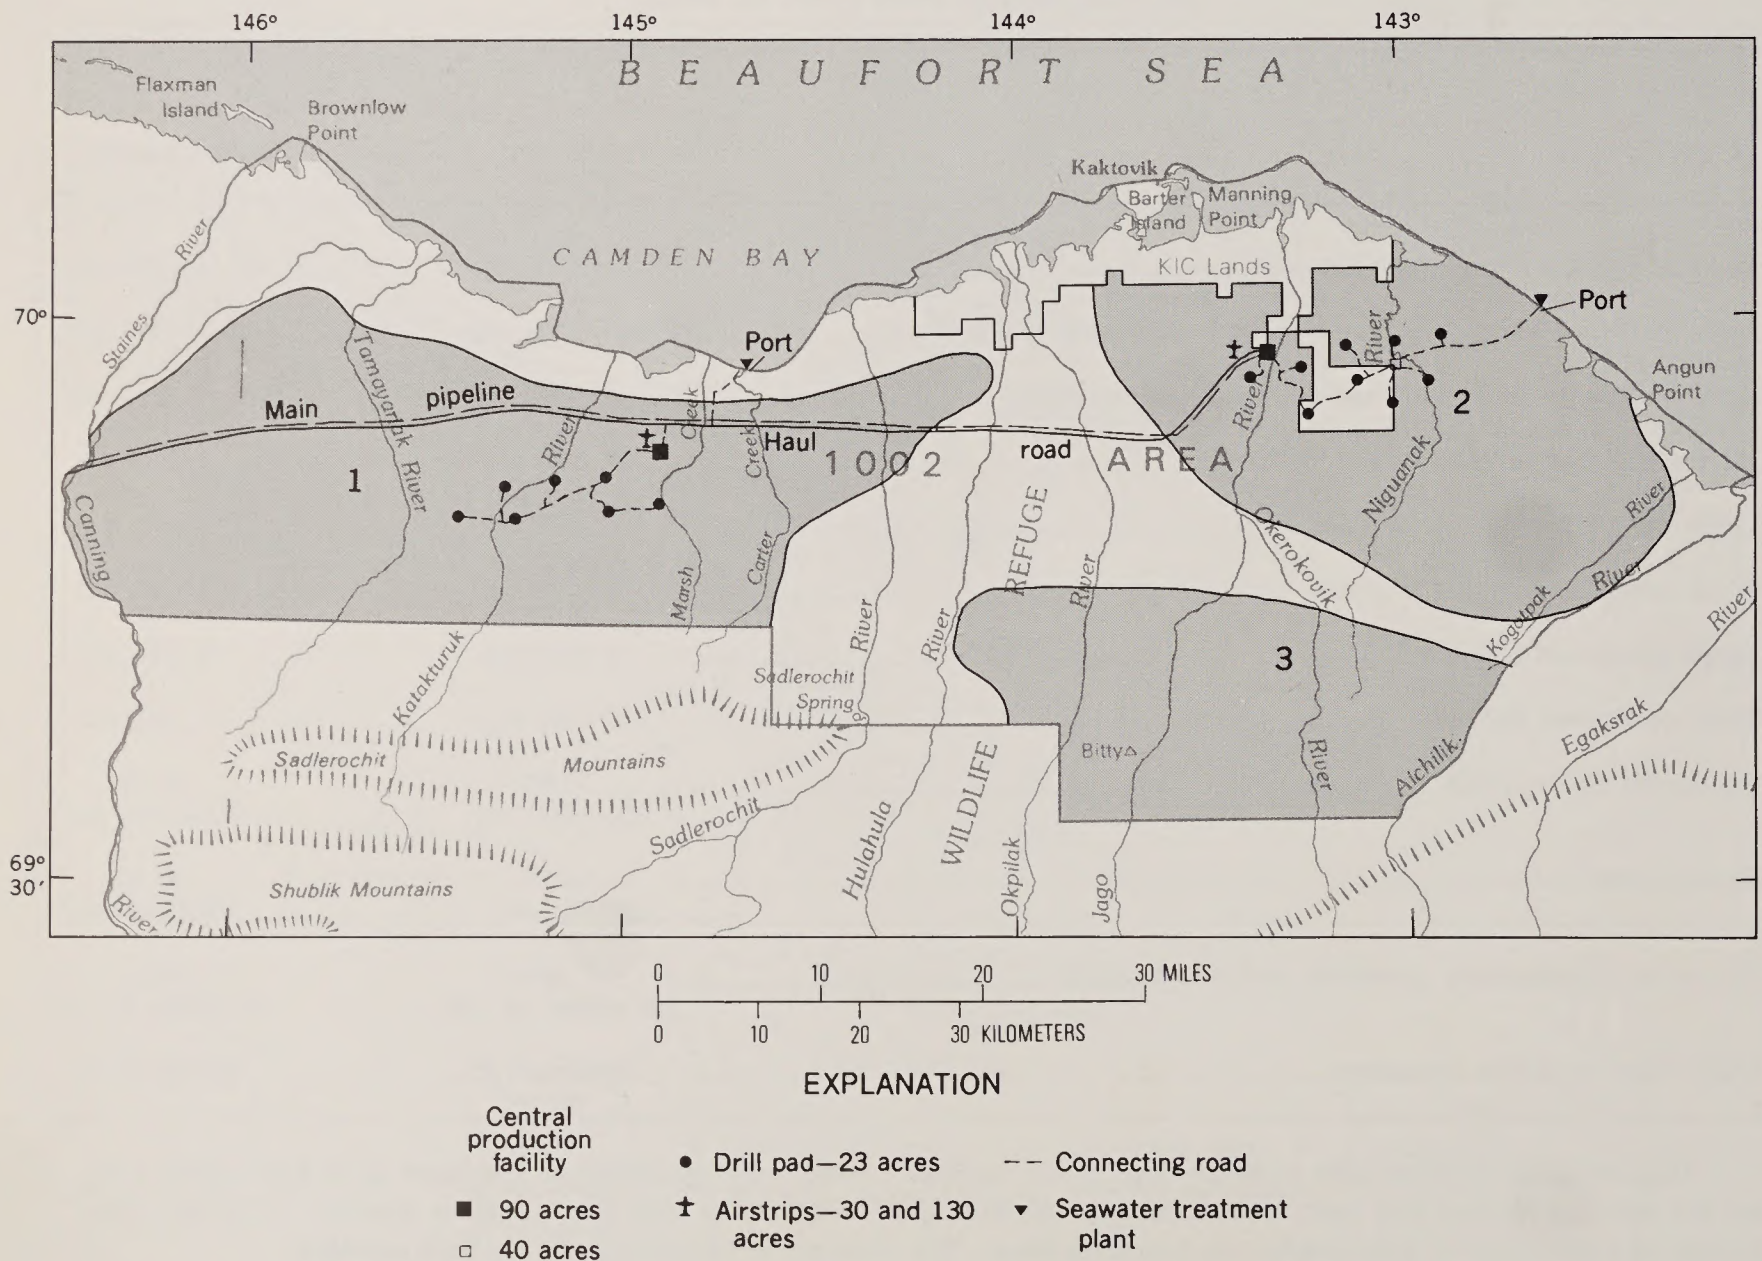 146° 145° 144° 143°
BEAUFORT SEA
Flaxman
Island
Brownlow
Point
Kaktovik
Barter
Island
Manning
Point
CAMDEN BAY
KIC Lands
River
Staines
70°
Port
Port
Tamayariak River
Main pipeline
Haul road
River
Creek
Creek
River
River
Angun
Point
1
2
1002 AREA
Canning
Katakturuk
Marsh
Carter
River
River
REFUGE
River
Okerokovik
Niguanak
River
River
Kogotpak
River
3
Sadlerochit
Spring
Sadlerochit Mountains
Bitty
River
Aichilik
Egaksrak
Sadlerochit
Hulahula
WILDLIFE
Okpilak
Jago
69°
30'
Shublik Mountains
River
0 10 20 30 MILES
0 10 20 30 KILOMETERS
EXPLANATION
Central
production
facility
90 acres
40 acres
Drill pad—23 acres
Airstrips—30 and 130
acres
Connecting road
Seawater treatment
plant